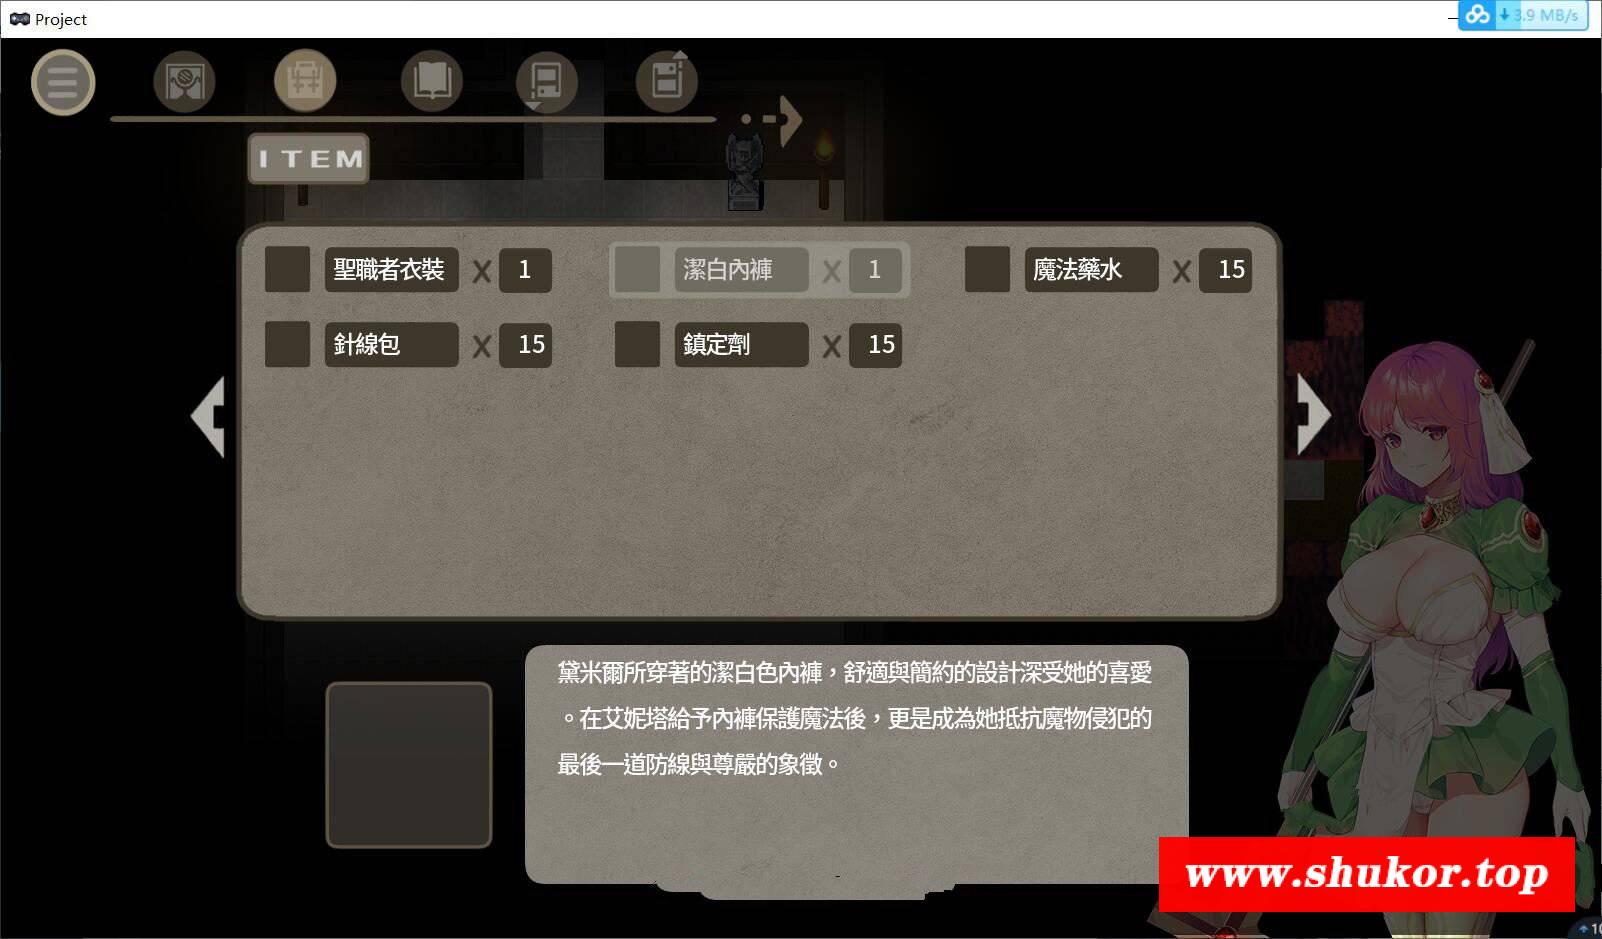 Project
3.9 MB/s
ITEM
聖職者衣裝 X 1
潔白內褲 X 1
魔法藥水 X 15
針線包 X 15
鎮定劑 X 15
黛米爾所穿著的潔白色內褲，舒適與簡約的設計深受她的喜愛
。在艾妮塔給予內褲保護魔法後，更是成為她抵抗魔物侵犯的
最後一道防線與尊嚴的象徵。
www.shukor.top